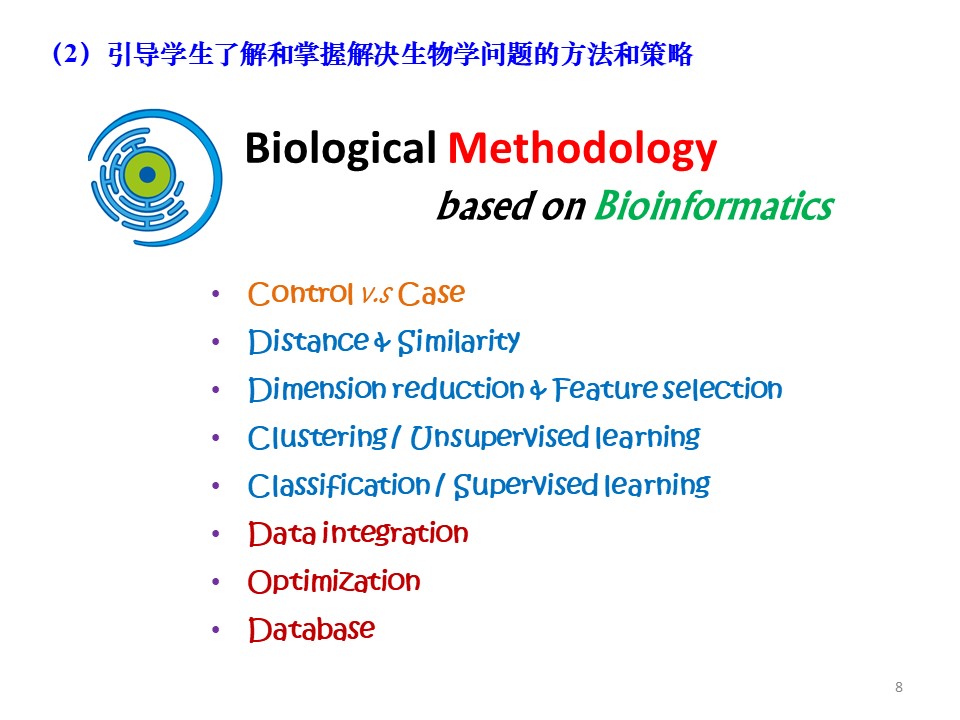 （2）引导学生了解和掌握解决生物学问题的方法和策略
Biological Methodology
based on Bioinformatics
• Control v.s Case
• Distance & Similarity
• Dimension reduction & Feature selection
• Clustering / Unsupervised learning
• Classification / Supervised learning
• Data integration
• Optimization
• Database
8